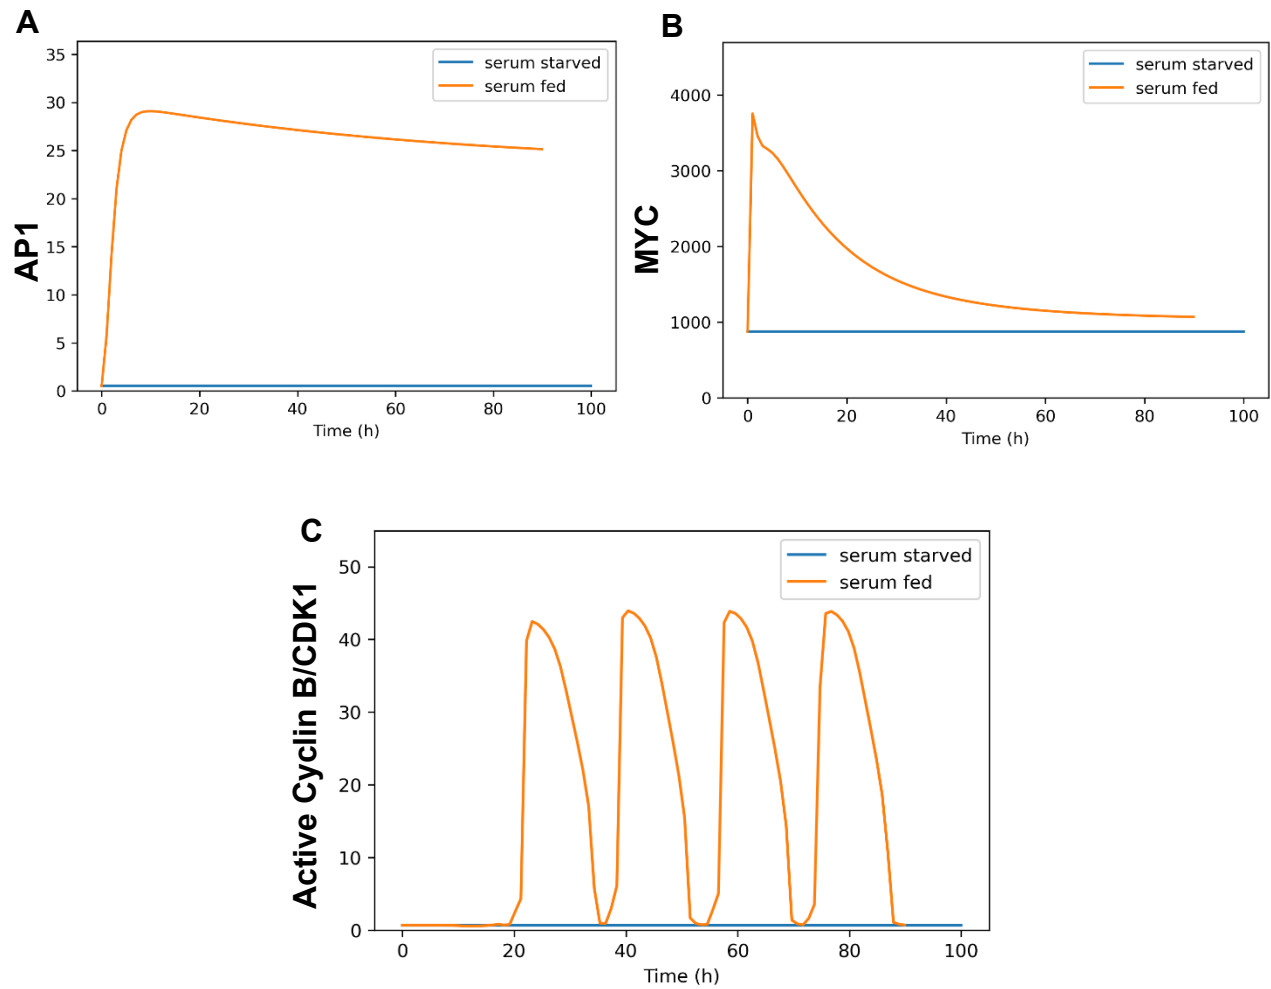 A
AP1
35
30
25
20
15
10
5
0
serum starved
serum fed
0 20 40 60 80 100
Time (h)
B
MYC
4000
3000
2000
1000
0
serum starved
serum fed
0 20 40 60 80 100
Time (h)
C
Active Cyclin B/CDK1
50
40
30
20
10
0
serum starved
serum fed
0 20 40 60 80 100
Time (h)